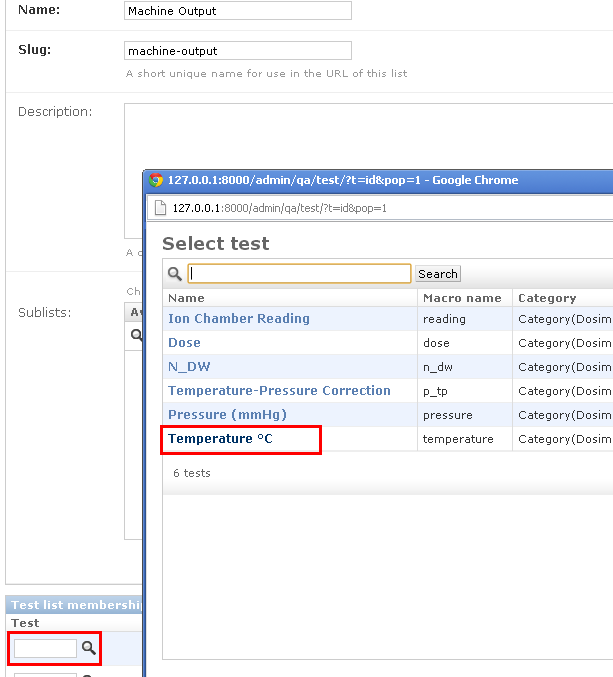 Name:
Machine Output
Slug:
machine-output
A short unique name for use in the URL of this list
Description:
127.0.0.1:8000/admin/qa/test/?t=id&pop=1 - Google Chrome
127.0.0.1:8000/admin/qa/test/?t=id&pop=1
Select test
Search
Name Macro name Category
Ion Chamber Reading reading Category(Dosim
Dose dose Category(Dosim
N_DW n_dw Category(Dosim
Temperature-Pressure Correction p_tp Category(Dosim
Pressure (mmHg) pressure Category(Dosim
Temperature °C temperature Category(Dosim
6 tests
A
Sublists:
Test list membership
Test